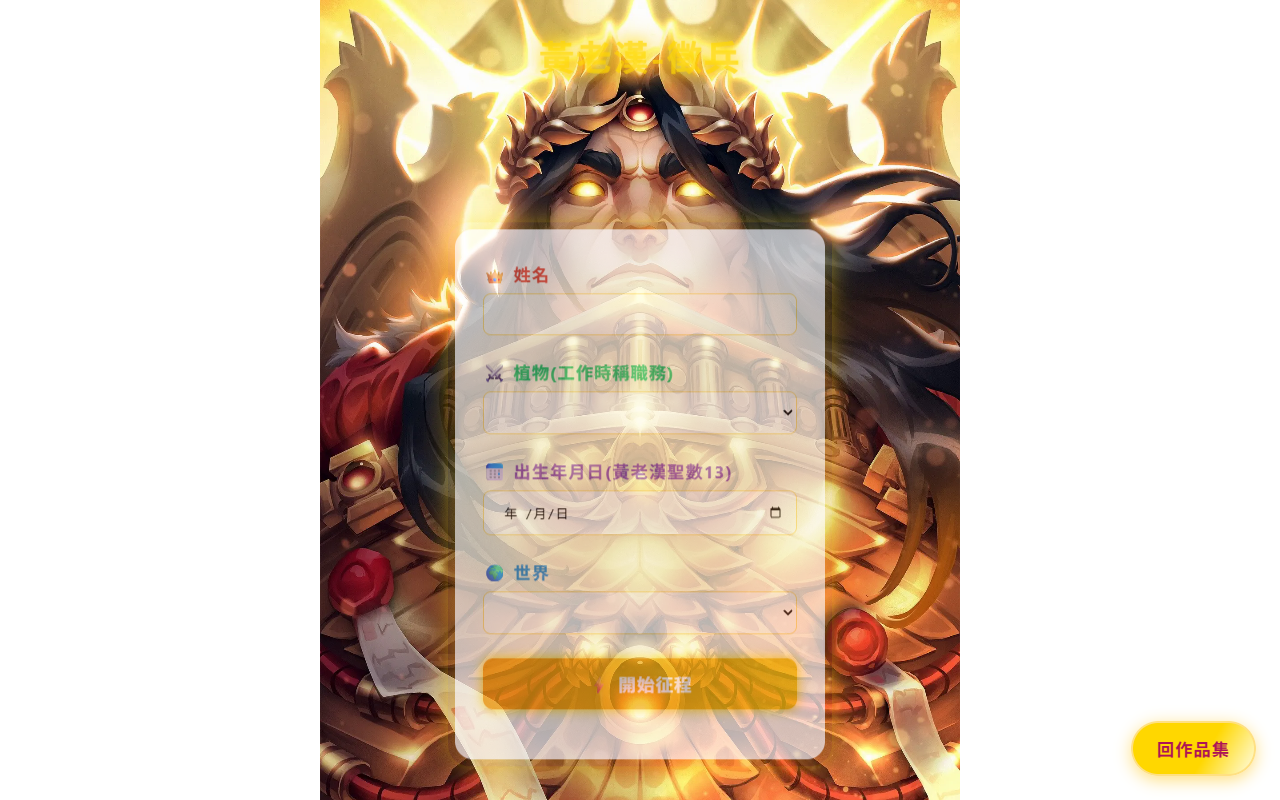 黃老漢-徵兵
姓名
植物(工作時稱職務)
出生年月日(黃老漢聖數13)
年 /月/日
世界
開始征程
回作品集